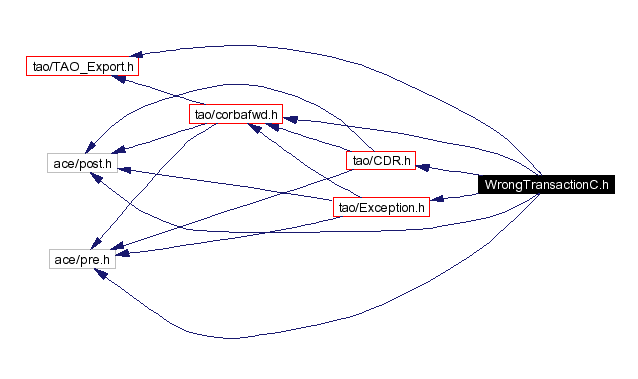 tao/TAO_Export.h
tao/corbafwd.h
ace/post.h
tao/CDR.h
WrongTransactionC.h
tao/Exception.h
ace/pre.h